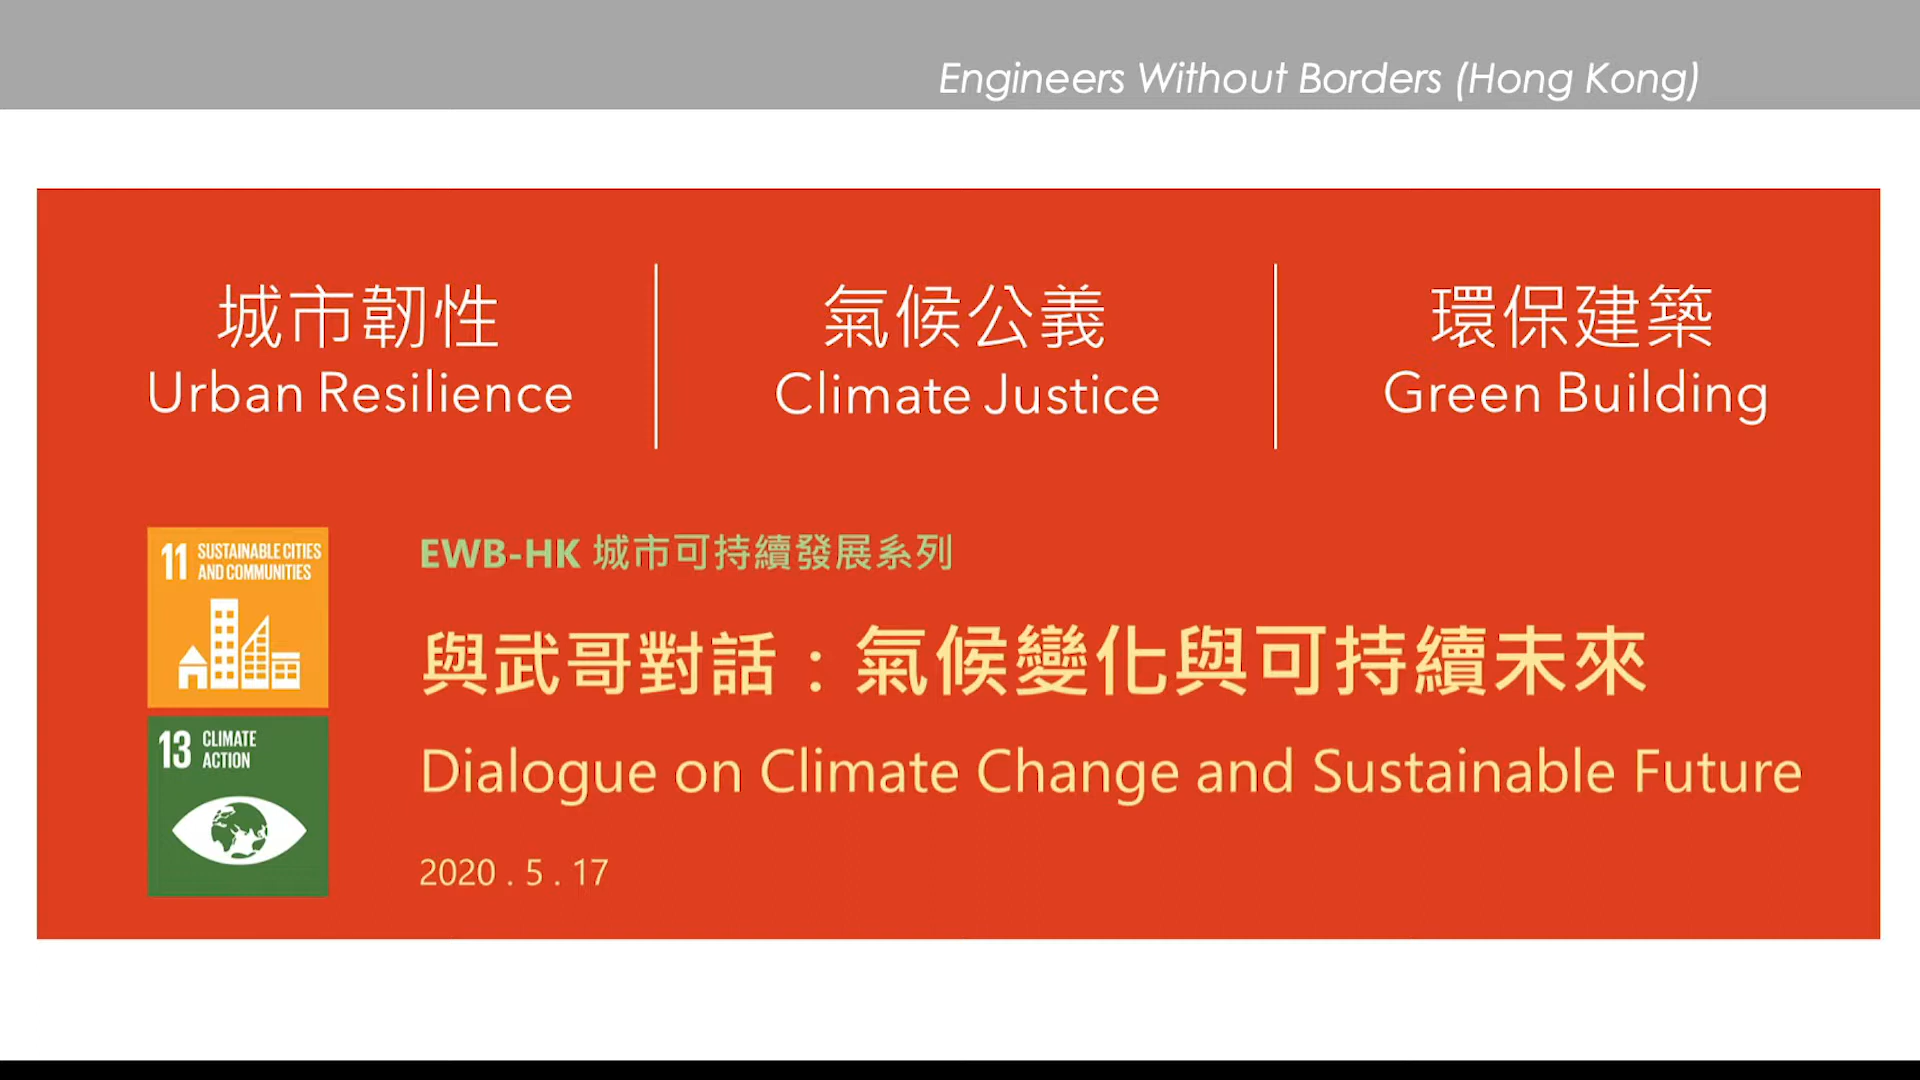 Engineers Without Borders (Hong Kong)
城市韌性
Urban Resilience
氣候公義
Climate Justice
環保建築
Green Building
11 SUSTAINABLE CITIES
AND COMMUNITIES
13 CLIMATE
ACTION
EWB-HK 城市可持續發展系列
與武哥對話：氣候變化與可持續未來
Dialogue on Climate Change and Sustainable Future
2020 . 5 . 17